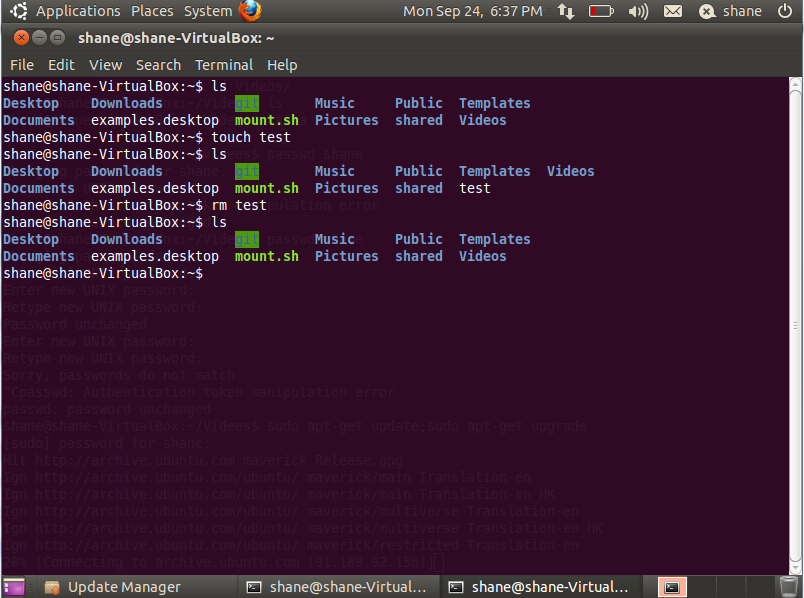 Applications Places System Mon Sep 24, 6:37 PM shane
shane@shane-VirtualBox: ~
File Edit View Search Terminal Help
shane@shane-VirtualBox:~$ ls
Desktop Downloads git Music Public Templates
Documents examples.desktop mount.sh Pictures shared Videos
shane@shane-VirtualBox:~$ touch test
shane@shane-VirtualBox:~$ ls
Desktop Downloads git Music Public Templates Videos
Documents examples.desktop mount.sh Pictures shared test
shane@shane-VirtualBox:~$ rm test
shane@shane-VirtualBox:~$ ls
Desktop Downloads git Music Public Templates
Documents examples.desktop mount.sh Pictures shared Videos
shane@shane-VirtualBox:~$
Enter new UNIX password:
Retype new UNIX password:
Password unchanged
Enter new UNIX password:
Retype new UNIX password:
Sorry, passwords do not match
^Cpasswd: Authentication token manipulation error
passwd: password unchanged
shane@shane-VirtualBox:~/Videos$ sudo apt-get update;sudo apt-get upgrade
[sudo] password for shane:
Hit http://archive.ubuntu.com maverick Release.gpg
Ign http://archive.ubuntu.com/ubuntu/ maverick/main Translation-en
Ign http://archive.ubuntu.com/ubuntu/ maverick/main Translation-en_HK
Ign http://archive.ubuntu.com/ubuntu/ maverick/multiverse Translation-en
Ign http://archive.ubuntu.com/ubuntu/ maverick/multiverse Translation-en_HK
Ign http://archive.ubuntu.com/ubuntu/ maverick/restricted Translation-en
20% [Connecting to archive.ubuntu.com (91.189.92.156)]
Update Manager shane@shane-Virtual... shane@shane-Virtual...